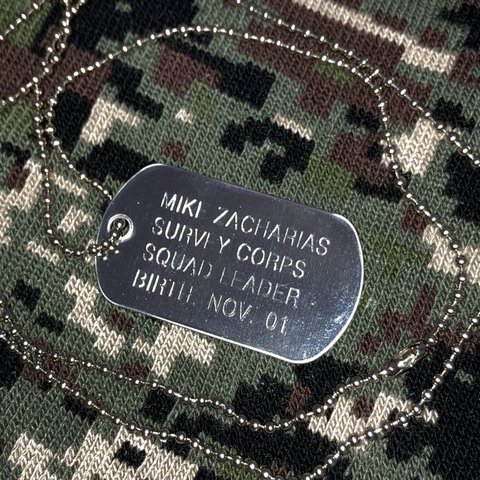 MIKE ZACHARIAS
SURVEY CORPS
SQUAD LEADER
BIRTH. NOV. 01